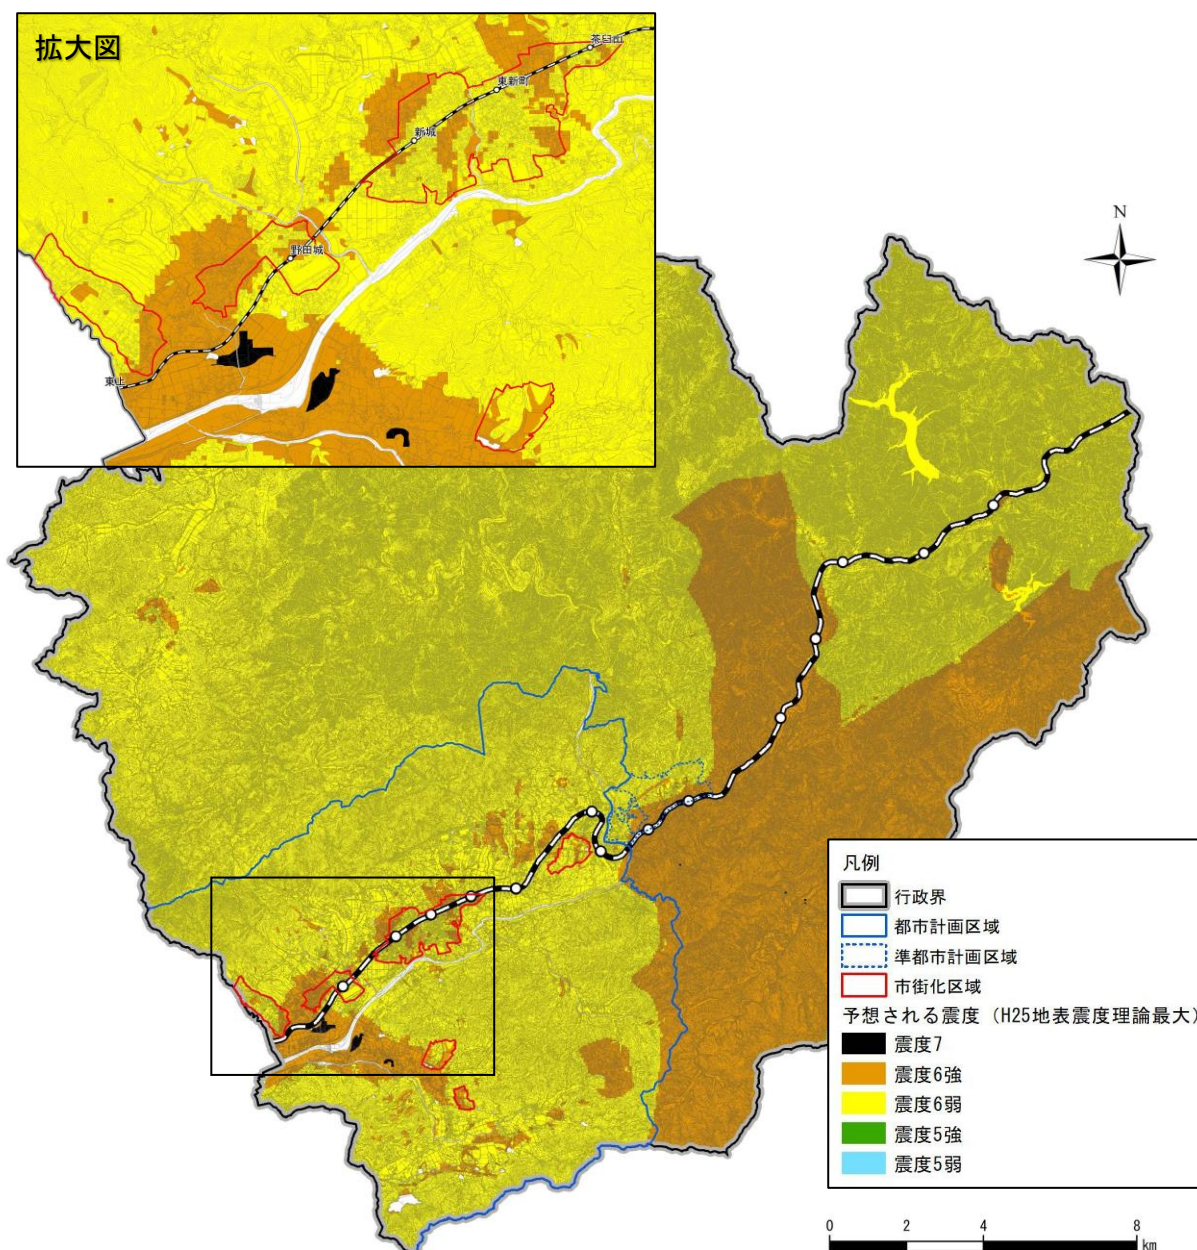 拡大図
茶臼山
東新町
新城
野田城
東上
N
凡例
行政界
都市計画区域
準都市計画区域
市街化区域
予想される震度（H25地表震度理論最大）
震度7
震度6強
震度6弱
震度5強
震度5弱
0 2 4 8
km